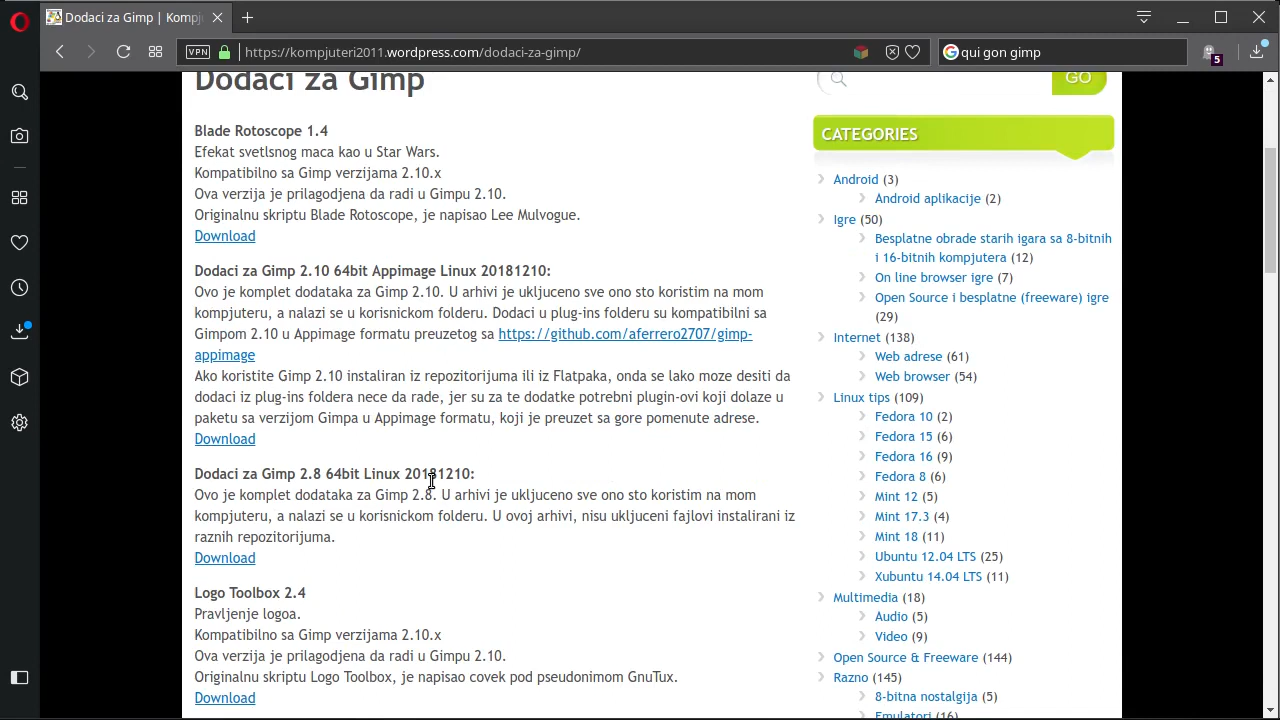 Dodaci za Gimp | Kompj
VPN
https://kompjuteri2011.wordpress.com/dodaci-za-gimp/
qui gon gimp
5
Dodaci za Gimp
GO
Blade Rotoscope 1.4
Efekat svetlsnog maca kao u Star Wars.
Kompatibilno sa Gimp verzijama 2.10.x
Ova verzija je prilagodjena da radi u Gimpu 2.10.
Originalnu skriptu Blade Rotoscope, je napisao Lee Mulvogue.
Download
Dodaci za Gimp 2.10 64bit Appimage Linux 20181210:
Ovo je komplet dodataka za Gimp 2.10. U arhivi je ukljuceno sve ono sto koristim na mom
kompjuteru, a nalazi se u korisnickom folderu. Dodaci u plug-ins folderu su kompatibilni sa
Gimpom 2.10 u Appimage formatu preuzetog sa https://github.com/aferrero2707/gimp-
appimage
Ako koristite Gimp 2.10 instaliran iz repozitorijuma ili iz Flatpaka, onda se lako moze desiti da
dodaci iz plug-ins foldera nece da rade, jer su za te dodatke potrebni plugin-ovi koji dolaze u
paketu sa verzijom Gimpa u Appimage formatu, koji je preuzet sa gore pomenute adrese.
Download
Dodaci za Gimp 2.8 64bit Linux 20181210:
Ovo je komplet dodataka za Gimp 2.8. U arhivi je ukljuceno sve ono sto koristim na mom
kompjuteru, a nalazi se u korisnickom folderu. U ovoj arhivi, nisu ukljuceni fajlovi instalirani iz
raznih repozitorijuma.
Download
Logo Toolbox 2.4
Pravljenje logoa.
Kompatibilno sa Gimp verzijama 2.10.x
Ova verzija je prilagodjena da radi u Gimpu 2.10.
Originalnu skriptu Logo Toolbox, je napisao covek pod pseudonimom GnuTux.
Download
CATEGORIES
Android (3)
Android aplikacije (2)
Igre (50)
Besplatne obrade starih igara sa 8-bitnih
i 16-bitnih kompjutera (12)
On line browser igre (7)
Open Source i besplatne (freeware) igre
(29)
Internet (138)
Web adrese (61)
Web browser (54)
Linux tips (109)
Fedora 10 (2)
Fedora 15 (6)
Fedora 16 (9)
Fedora 8 (6)
Mint 12 (5)
Mint 17.3 (4)
Mint 18 (11)
Ubuntu 12.04 LTS (25)
Xubuntu 14.04 LTS (11)
Multimedia (18)
Audio (5)
Video (9)
Open Source & Freeware (144)
Razno (145)
8-bitna nostalgija (5)
Emulatori (16)